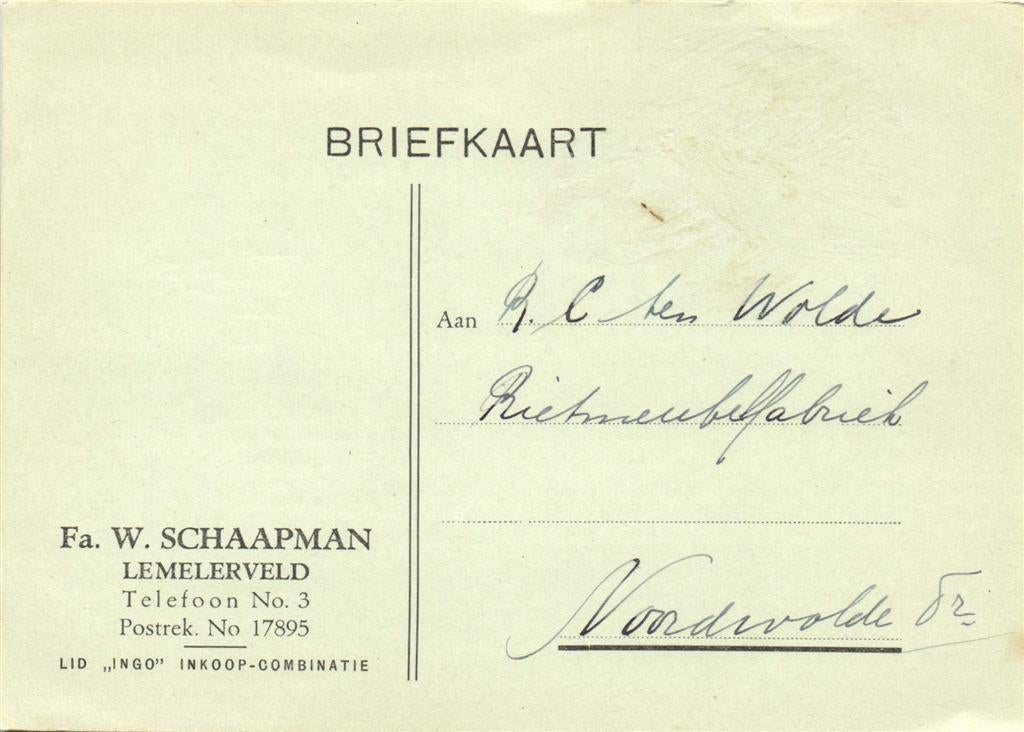 BRIEFKAART
Aan R. C ten Wolde
Rietmeubelfabriek
Noordwolde Fr.
Fa. W. SCHAAPMAN
LEMELERVELD
Telefoon No. 3
Postrek. No 17895
LID „INGO” INKOOP-COMBINATIE